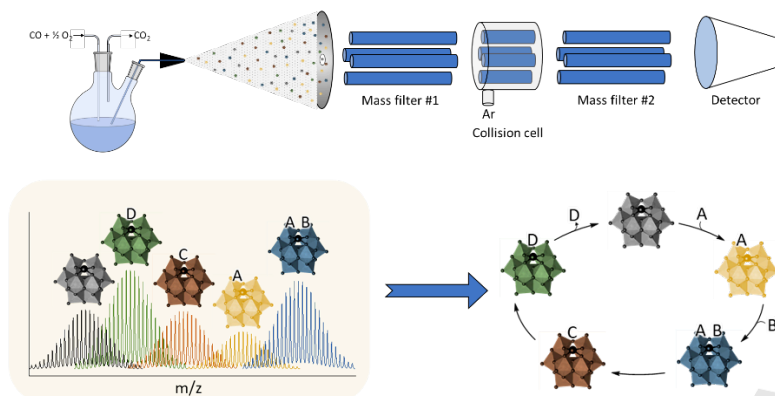 CO + ½ O₂
CO₂
Mass filter #1
Ar
Collision cell
Mass filter #2
Detector
D
A B
C
A
m/z
D
D
A
A
B
A B
C